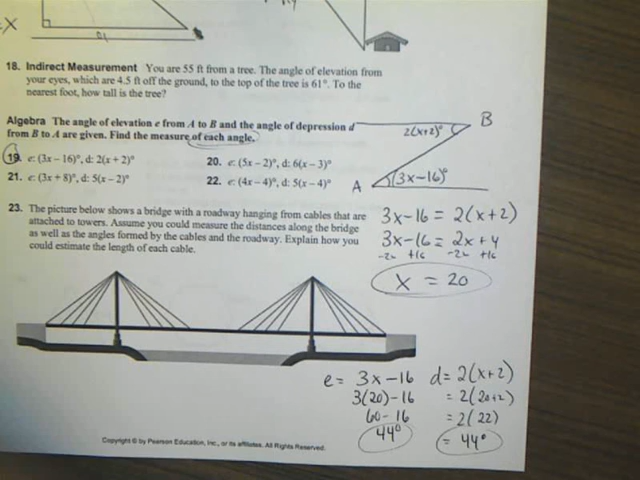 =X
18. Indirect Measurement You are 55 ft from a tree. The angle of elevation from
your eyes, which are 4.5 ft off the ground, to the top of the tree is 61°. To the
nearest foot, how tall is the tree?
Algebra The angle of elevation e from A to B and the angle of depression d
from B to A are given. Find the measure of each angle.
19. e: (3x – 16)°, d: 2(x + 2)°
20. e: (5x – 2)°, d: 6(x – 3)°
21. e: (3x + 8)°, d: 5(x – 2)°
22. e: (4x – 4)°, d: 5(x – 4)°
B
2(x+2)°
A
(3x-16)°
23. The picture below shows a bridge with a roadway hanging from cables that are
attached to towers. Assume you could measure the distances along the bridge
as well as the angles formed by the cables and the roadway. Explain how you
could estimate the length of each cable.
3x-16 = 2(x+2)
3x-16 = 2x+4
-2x +16 -2x +16
x = 20
e = 3x-16
3(20)-16
60-16
44°
d = 2(x+2)
= 2(20+2)
= 2(22)
= 44°
Copyright © by Pearson Education, Inc., or its affiliates. All Rights Reserved.